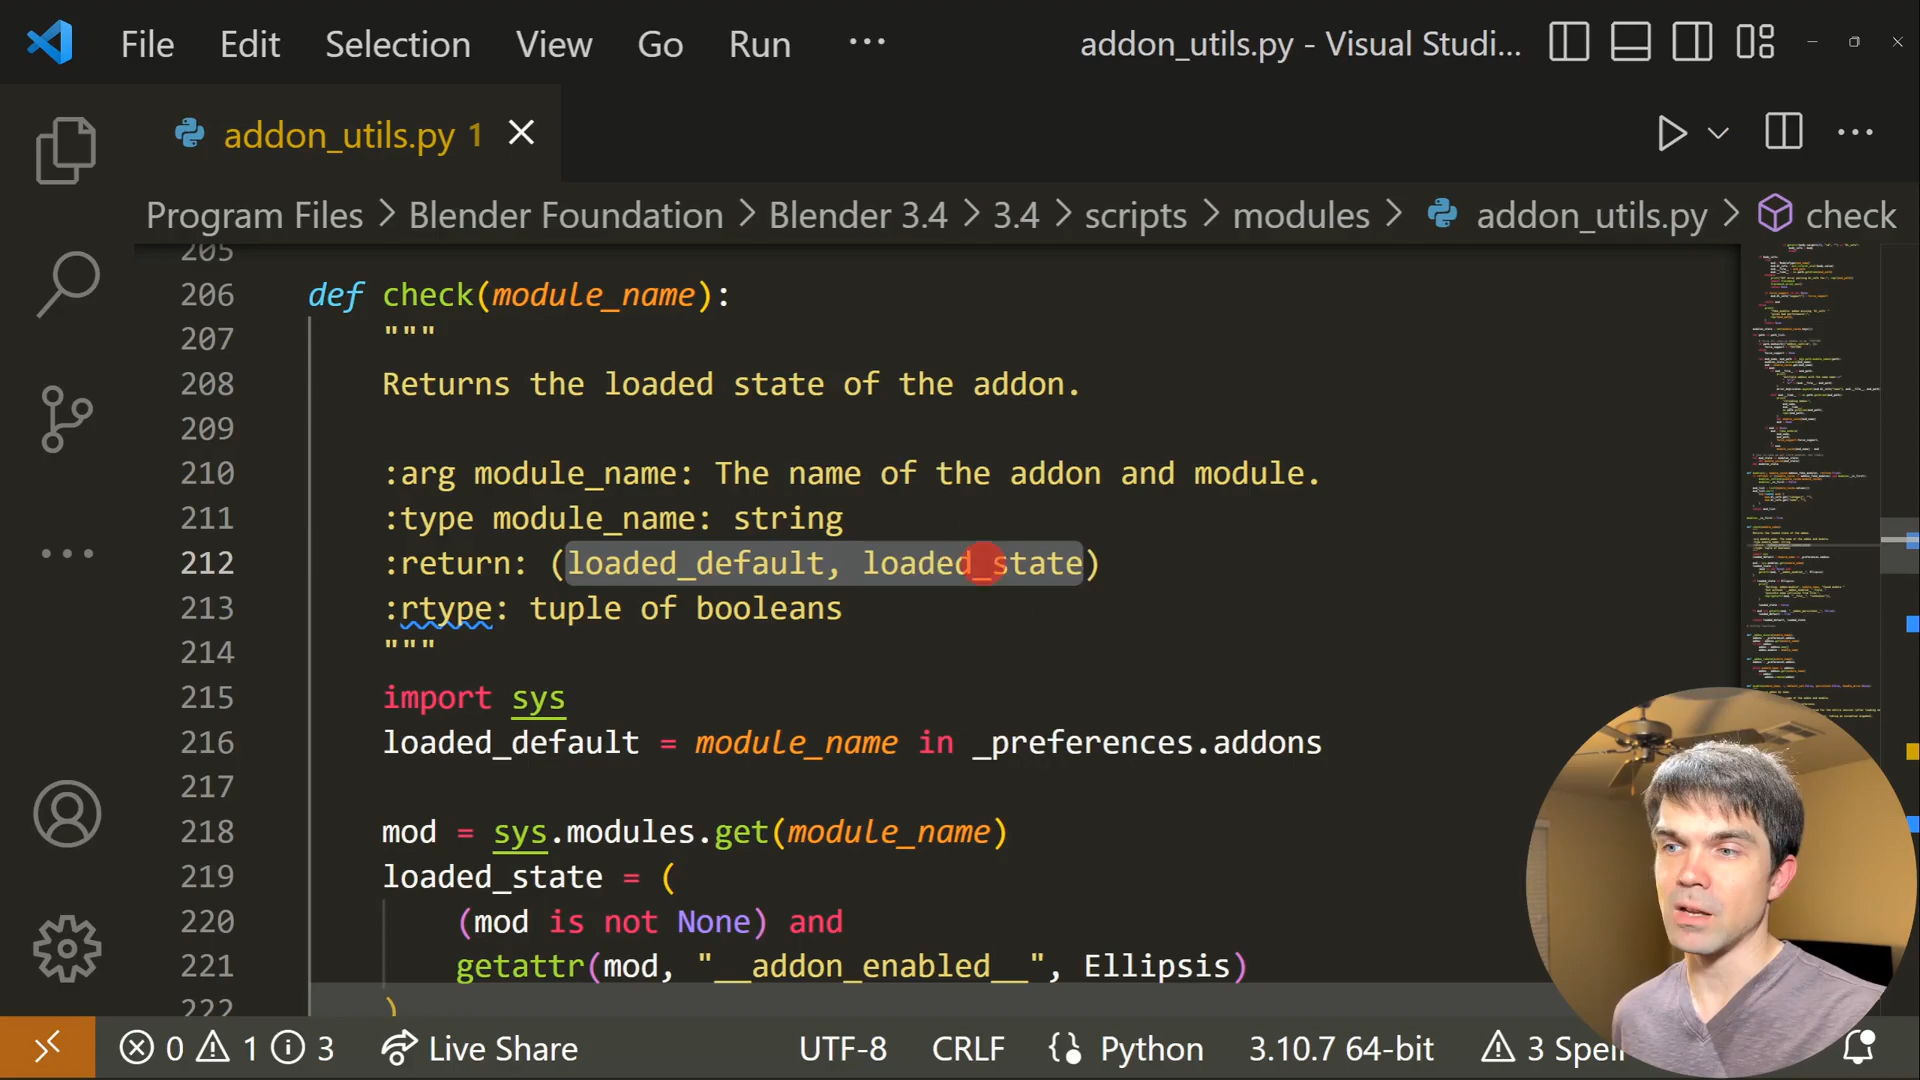 File Edit Selection View Go Run ··· addon_utils.py - Visual Studi...
addon_utils.py 1
Program Files > Blender Foundation > Blender 3.4 > 3.4 > scripts > modules > addon_utils.py > check
205
206 def check(module_name):
207 """
208 Returns the loaded state of the addon.
209
210 :arg module_name: The name of the addon and module.
211 :type module_name: string
212 :return: (loaded_default, loaded_state)
213 :rtype: tuple of booleans
214 """
215 import sys
216 loaded_default = module_name in _preferences.addons
217
218 mod = sys.modules.get(module_name)
219 loaded_state = (
220 (mod is not None) and
221 getattr(mod, "__addon_enabled__", Ellipsis)
222 )
0 1 3 Live Share UTF-8 CRLF Python 3.10.7 64-bit 3 Spell